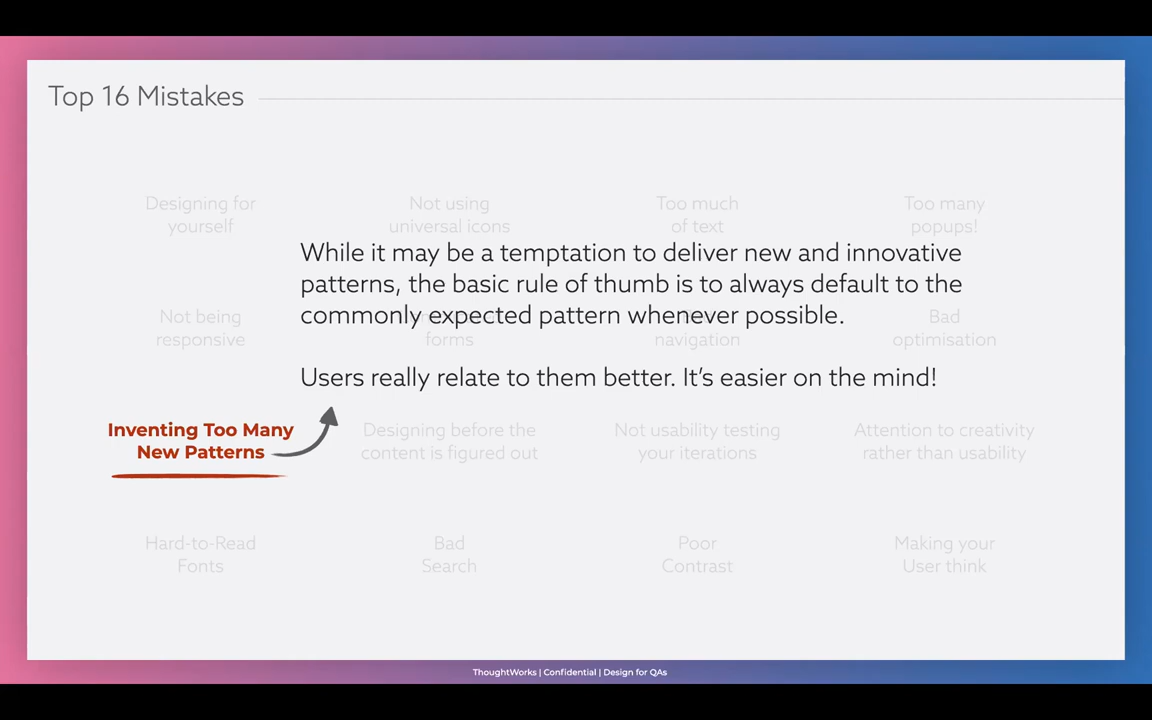 Top 16 Mistakes
Designing for
yourself
Not using
universal icons
Too much
of text
Too many
popups!
While it may be a temptation to deliver new and innovative
patterns, the basic rule of thumb is to always default to the
commonly expected pattern whenever possible.
Users really relate to them better. It's easier on the mind!
Not being
responsive
forms
navigation
Bad
optimisation
Inventing Too Many
New Patterns
Designing before the
content is figured out
Not usability testing
your iterations
Attention to creativity
rather than usability
Hard-to-Read
Fonts
Bad
Search
Poor
Contrast
Making your
User think
ThoughtWorks | Confidential | Design for QAs